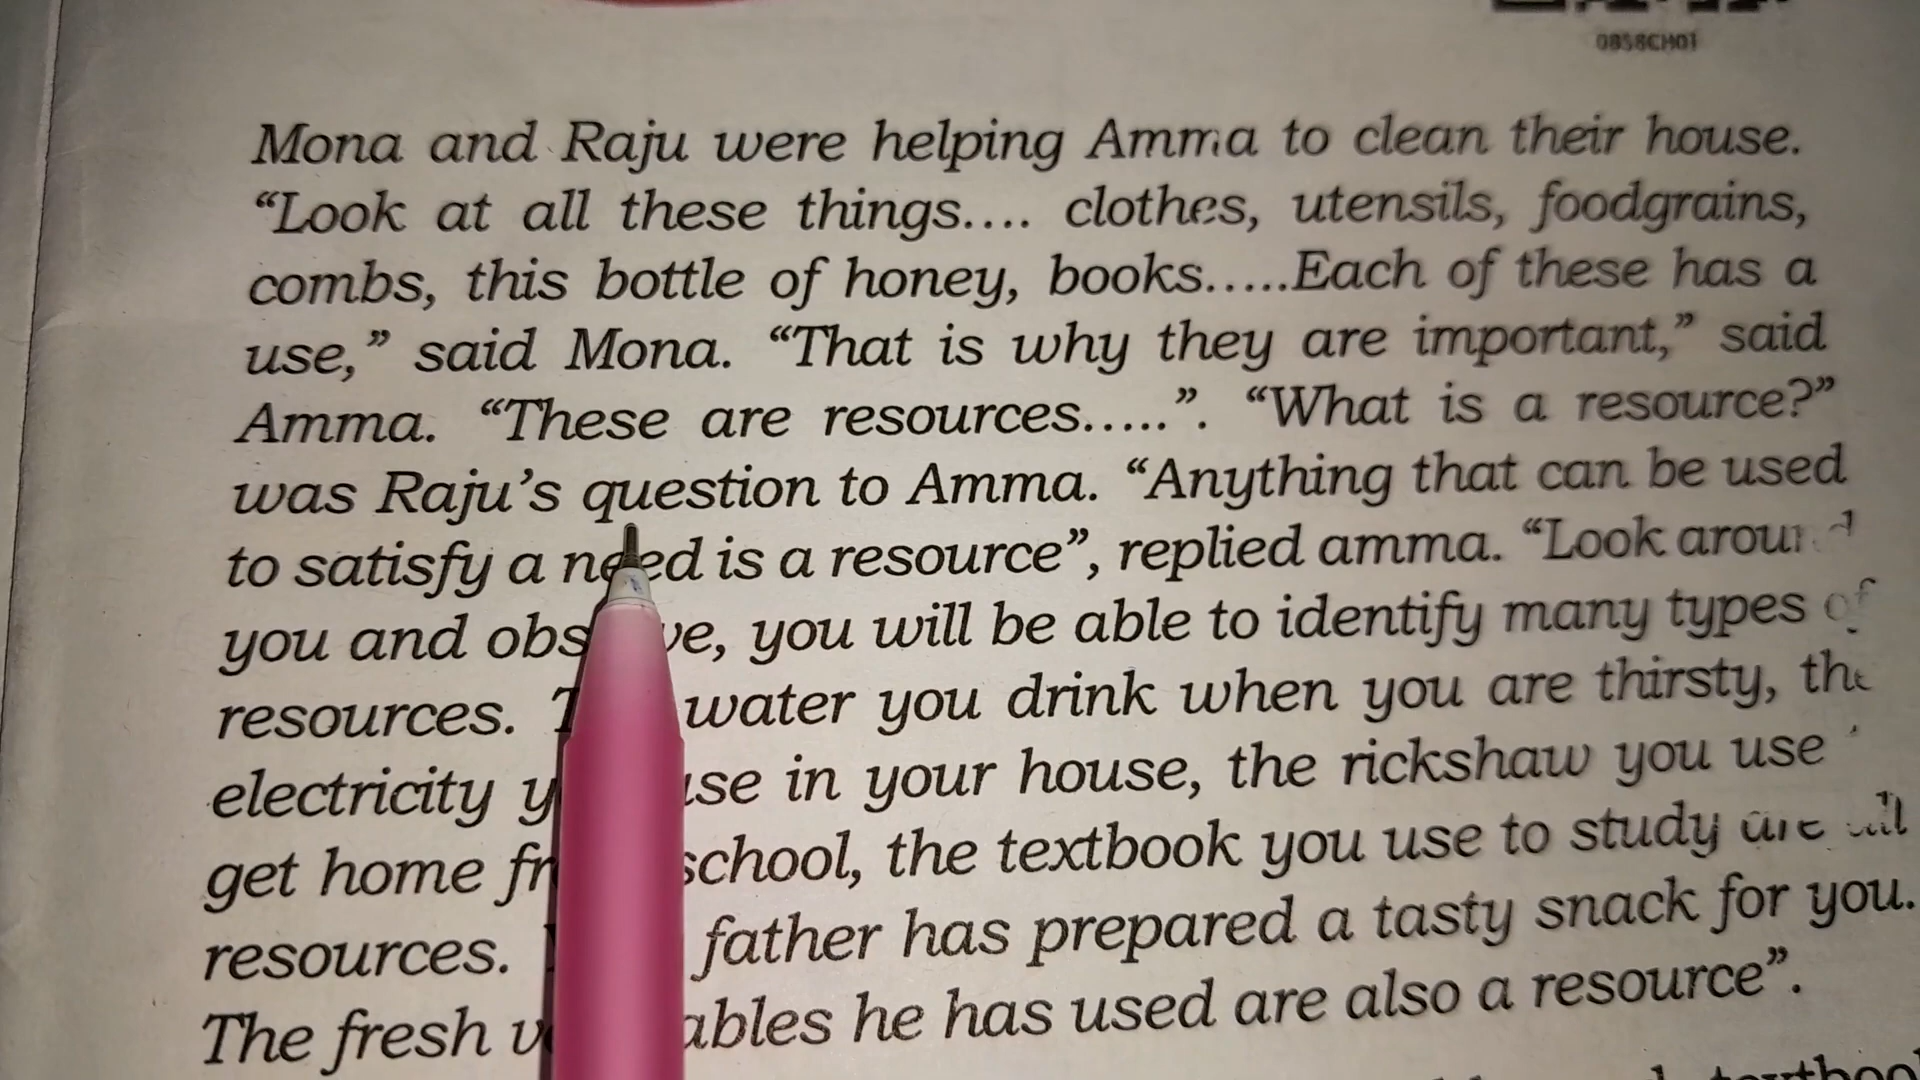 0858CH01
Mona and Raju were helping Amma to clean their house.
“Look at all these things.... clothes, utensils, foodgrains,
combs, this bottle of honey, books.....Each of these has a
use,” said Mona. “That is why they are important,” said
Amma. “These are resources.....”. “What is a resource?”
was Raju’s question to Amma. “Anything that can be used
to satisfy a need is a resource”, replied amma. “Look around
you and observe, you will be able to identify many types of
resources. water you drink when you are thirsty, the
electricity use in your house, the rickshaw you use
get home school, the textbook you use to study are all
resources. father has prepared a tasty snack for you.
The fresh he has used are also a resource”.